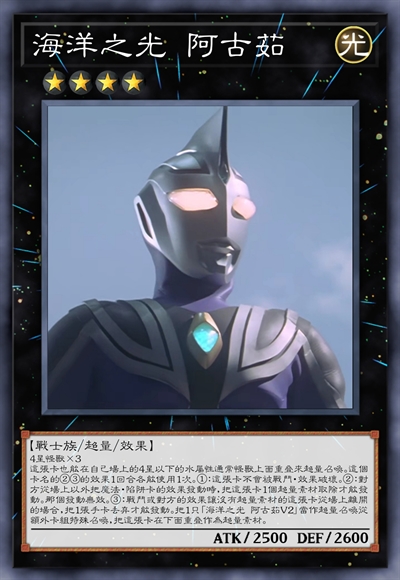 海洋之光 阿古茹
光
【戰士族/超量/效果】
4星怪獸×3
這張卡也能在自己場上的4星以下的水屬性通常怪獸上面重疊來超量召喚。這個
卡名的②③的效果1回合各能使用1次。①:這張卡不會被戰鬥·效果破壞。②:對
方從場上以外把魔法·陷阱卡的效果發動時,把這張卡1個超量素材取除才能發
動。那個發動無效。③:戰鬥或對方的效果讓沒有超量素材的這張卡從場上離開
的場合,把1張手卡丟弃才能發動。把1只「海洋之光 阿古茹V2」當作超量召喚從
額外卡組特殊召喚,把這張卡在下面重疊作為超量素材。
ATK/2500 DEF/2600